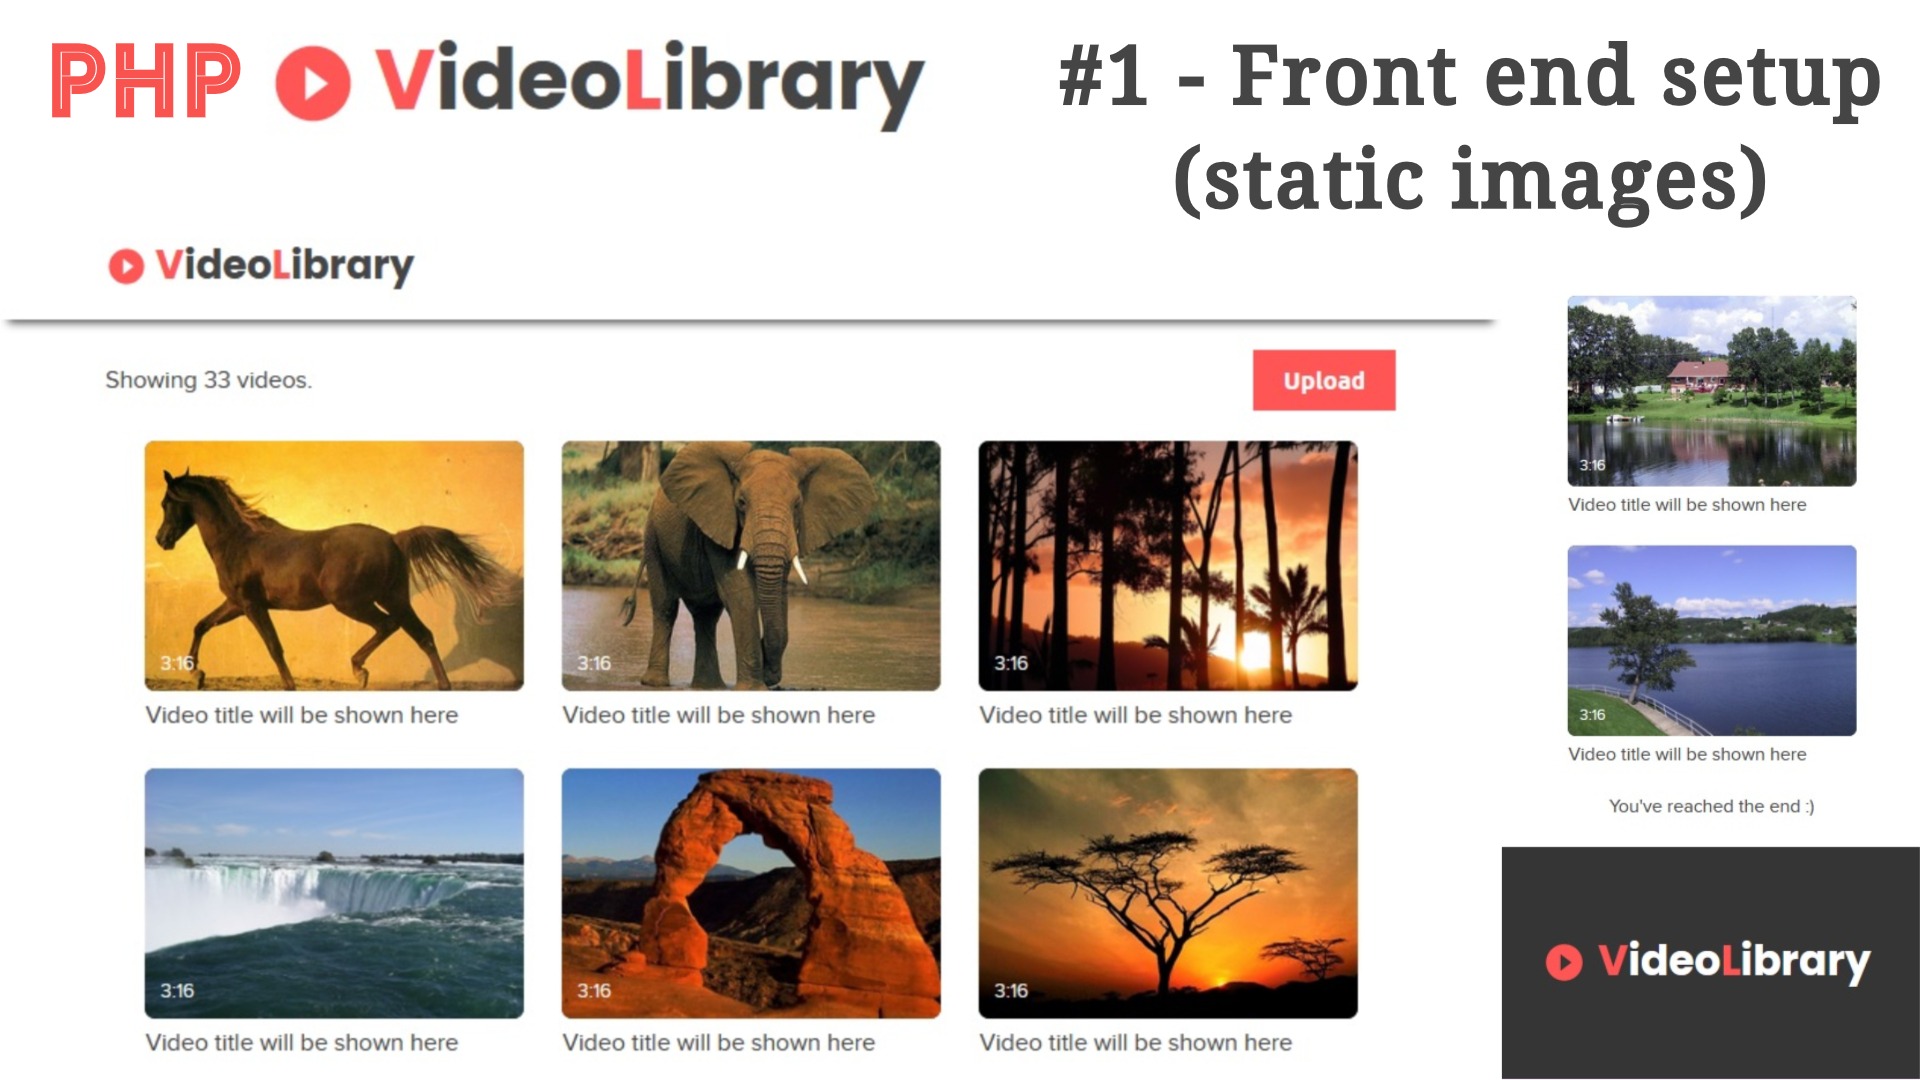 PHP VideoLibrary
#1 - Front end setup
(static images)
VideoLibrary
Showing 33 videos.
Upload
3:16
3:16
3:16
Video title will be shown here
Video title will be shown here
Video title will be shown here
3:16
3:16
3:16
Video title will be shown here
Video title will be shown here
Video title will be shown here
3:16
Video title will be shown here
3:16
Video title will be shown here
You've reached the end :)
VideoLibrary